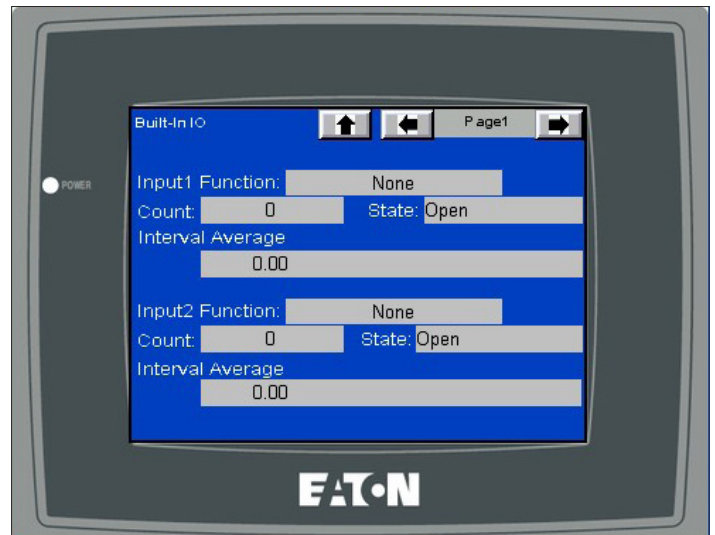 Built-In IO Page1
POWER
Input1 Function: None
Count: 0 State: Open
Interval Average
0.00
Input2 Function: None
Count: 0 State: Open
Interval Average
0.00
EATON